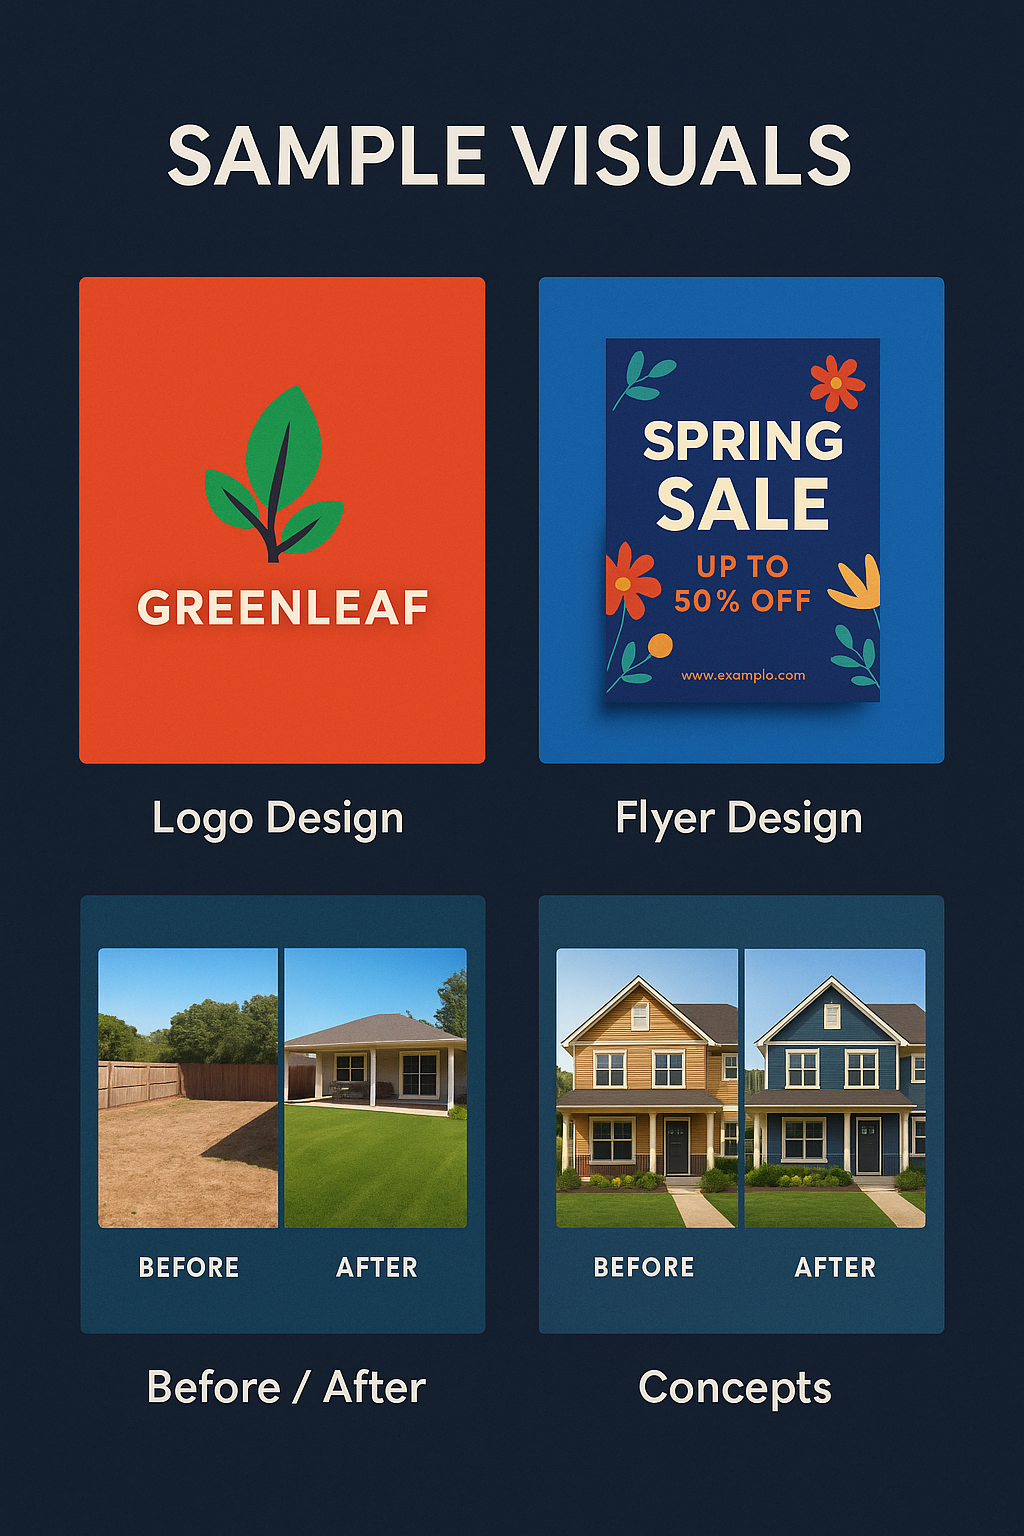 SAMPLE VISUALS
GREENLEAF
Logo Design
SPRING
SALE
UP TO
50% OFF
www.examplo.com
Flyer Design
BEFORE
AFTER
Before / After
BEFORE
AFTER
Concepts